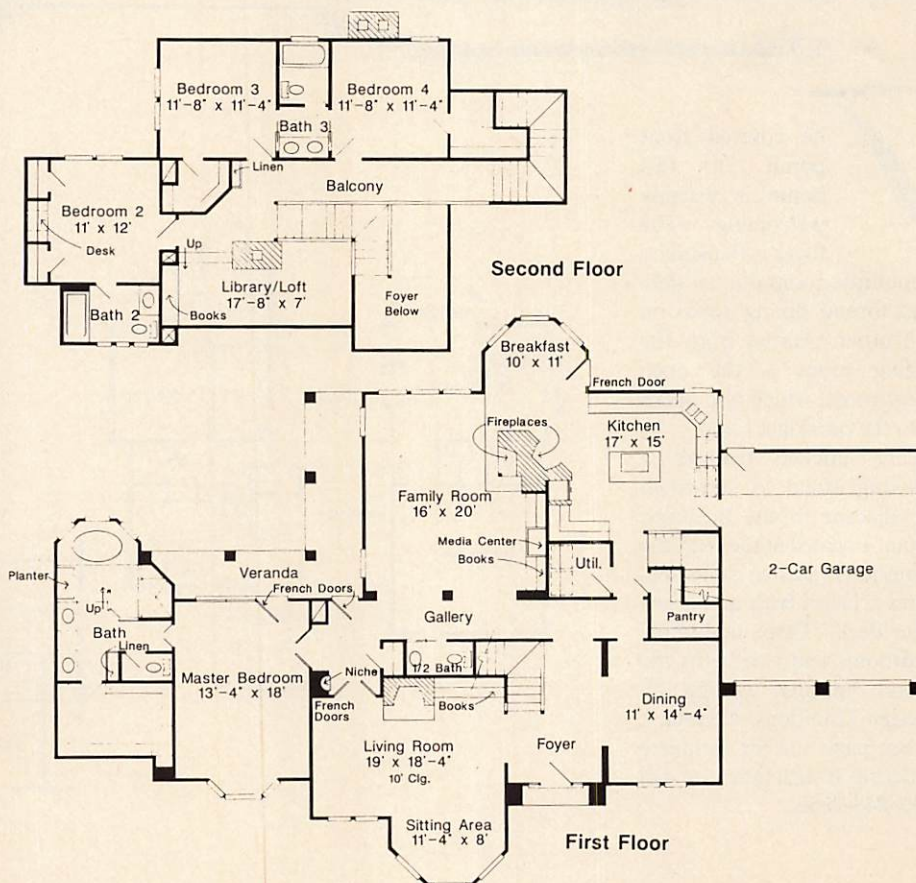 Bedroom 3
11'-8" x 11'-4"
Bedroom 4
11'-8" x 11'-4"
Bath 3
Linen
Balcony
Bedroom 2
11' x 12'
Desk
Up
Library/Loft
17'-8" x 7'
Bath 2
Books
Foyer
Below
Second Floor
Breakfast
10' x 11'
French Door
Fireplaces
Kitchen
17' x 15'
Family Room
16' x 20'
Media Center
Books
Util.
2-Car Garage
Veranda
French Doors
Planter
Up
Bath
Linen
Gallery
Pantry
Master Bedroom
13'-4" x 18'
Niche
1/2 Bath
French
Doors
Books
Dining
11' x 14'-4"
Living Room
19' x 18'-4"
10' Clg.
Foyer
Sitting Area
11'-4" x 8'
First Floor